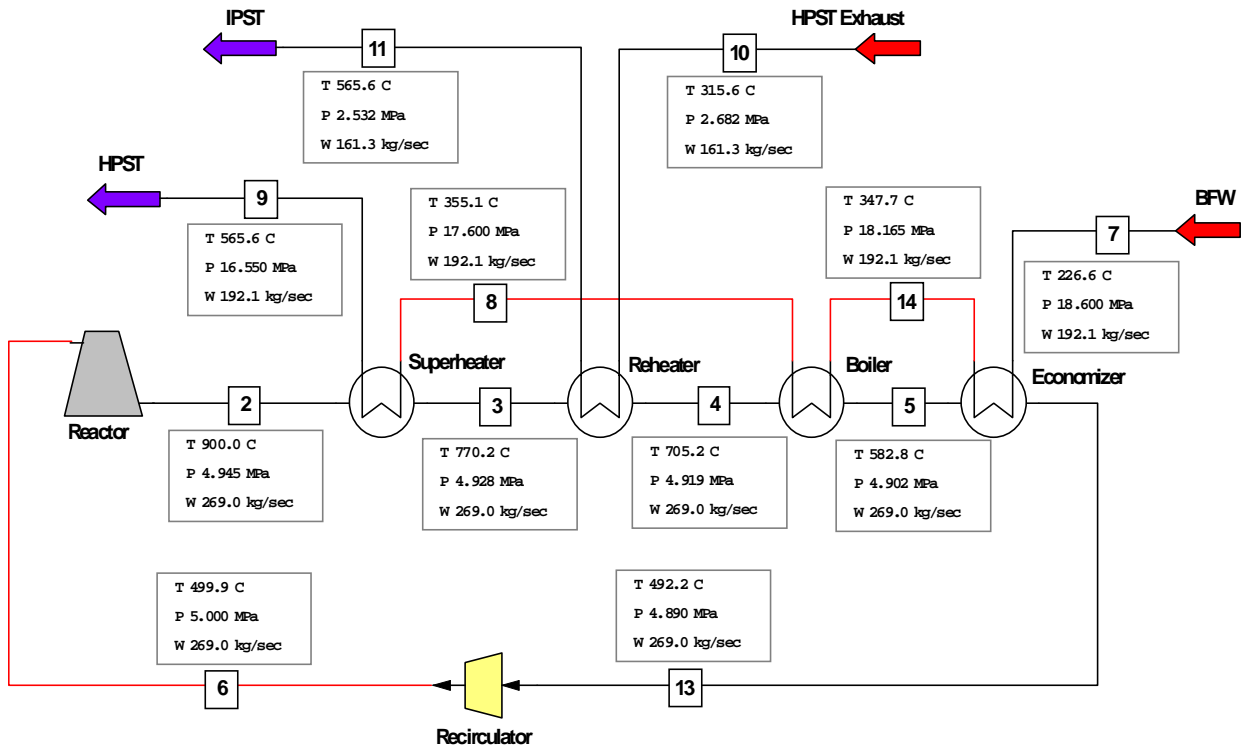 IPST
HPST Exhaust
11
10
T 565.6 C
P 2.532 MPa
W 161.3 kg/sec
T 315.6 C
P 2.682 MPa
W 161.3 kg/sec
HPST
9
T 565.6 C
P 16.550 MPa
W 192.1 kg/sec
T 355.1 C
P 17.600 MPa
W 192.1 kg/sec
8
T 347.7 C
P 18.165 MPa
W 192.1 kg/sec
14
BFW
7
T 226.6 C
P 18.600 MPa
W 192.1 kg/sec
Superheater
Reheater
Boiler
Economizer
Reactor
2
3
4
5
T 900.0 C
P 4.945 MPa
W 269.0 kg/sec
T 770.2 C
P 4.928 MPa
W 269.0 kg/sec
T 705.2 C
P 4.919 MPa
W 269.0 kg/sec
T 582.8 C
P 4.902 MPa
W 269.0 kg/sec
T 499.9 C
P 5.000 MPa
W 269.0 kg/sec
T 492.2 C
P 4.890 MPa
W 269.0 kg/sec
6
13
Recirculator